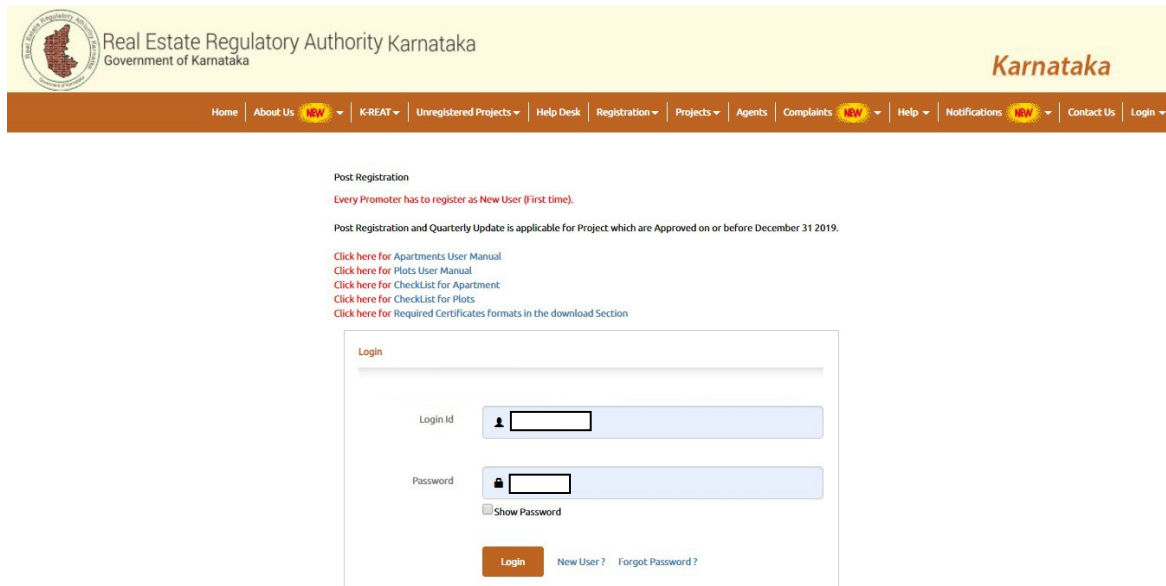 Real Estate Regulatory Authority Karnataka
Government of Karnataka
Karnataka
Home About Us NEW K-REAT Unregistered Projects Help Desk Registration Projects Agents Complaints NEW Help Notifications NEW Contact Us Login
Post Registration
Every Promoter has to register as New User (First time).
Post Registration and Quarterly Update is applicable for Project which are Approved on or before December 31 2019.
Click here for Apartments User Manual
Click here for Plots User Manual
Click here for CheckList for Apartment
Click here for CheckList for Plots
Click here for Required Certificates formats in the download Section
Login
Login Id
Password
Show Password
Login New User ? Forgot Password ?